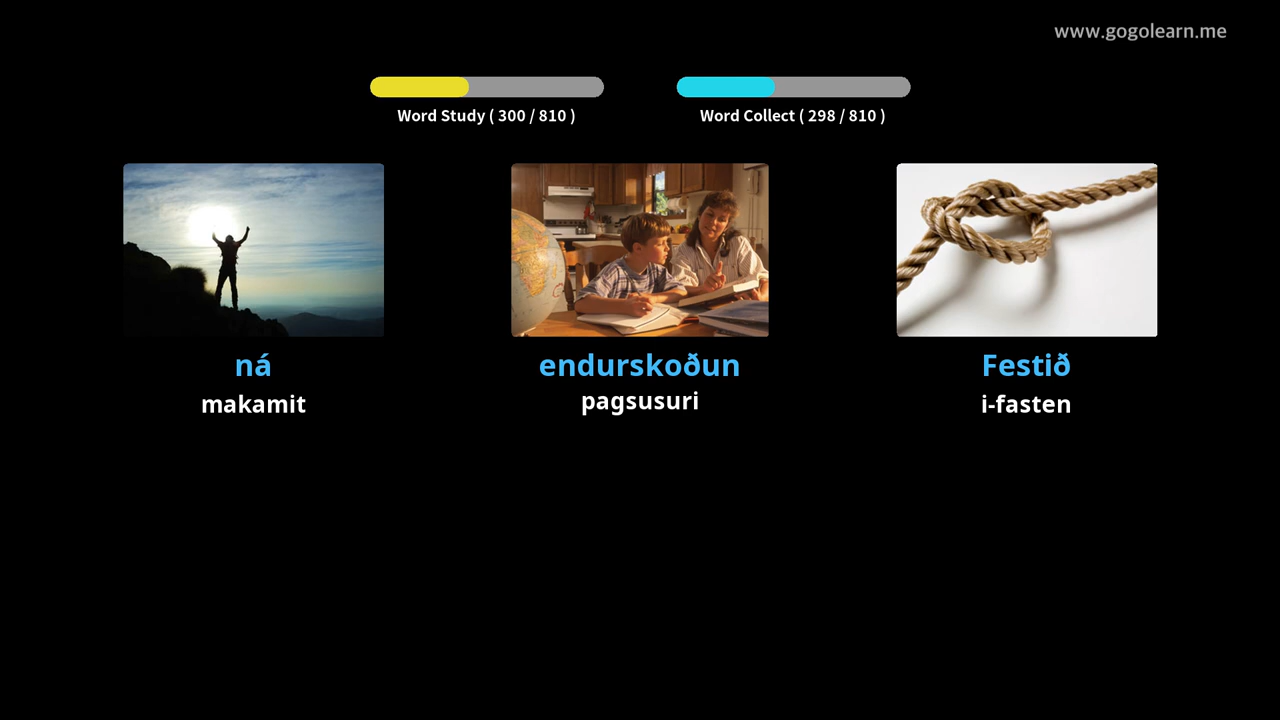 www.gogolearn.me
Word Study ( 300 / 810 )
Word Collect ( 298 / 810 )
ná
makamit
endurskoðun
pagsusuri
Festið
i-fasten